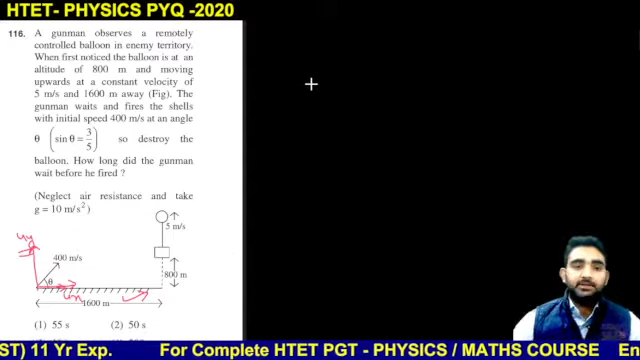 HTET- PHYSICS PYQ -2020
116. A gunman observes a remotely
controlled balloon in enemy territory.
When first noticed the balloon is at an
altitude of 800 m and moving
upwards at a constant velocity of
5 m/s and 1600 m away (Fig). The
gunman waits and fires the shells
with initial speed 400 m/s at an angle
θ (sin θ = 3/5) so destroy the
balloon. How long did the gunman
wait before he fired ?
(Neglect air resistance and take
g = 10 m/s²)
5 m/s
uy
400 m/s
θ
800 m
ux
1600 m
(1) 55 s (2) 50 s
ST) 11 Yr Exp. For Complete HTET PGT - PHYSICS / MATHS COURSE En